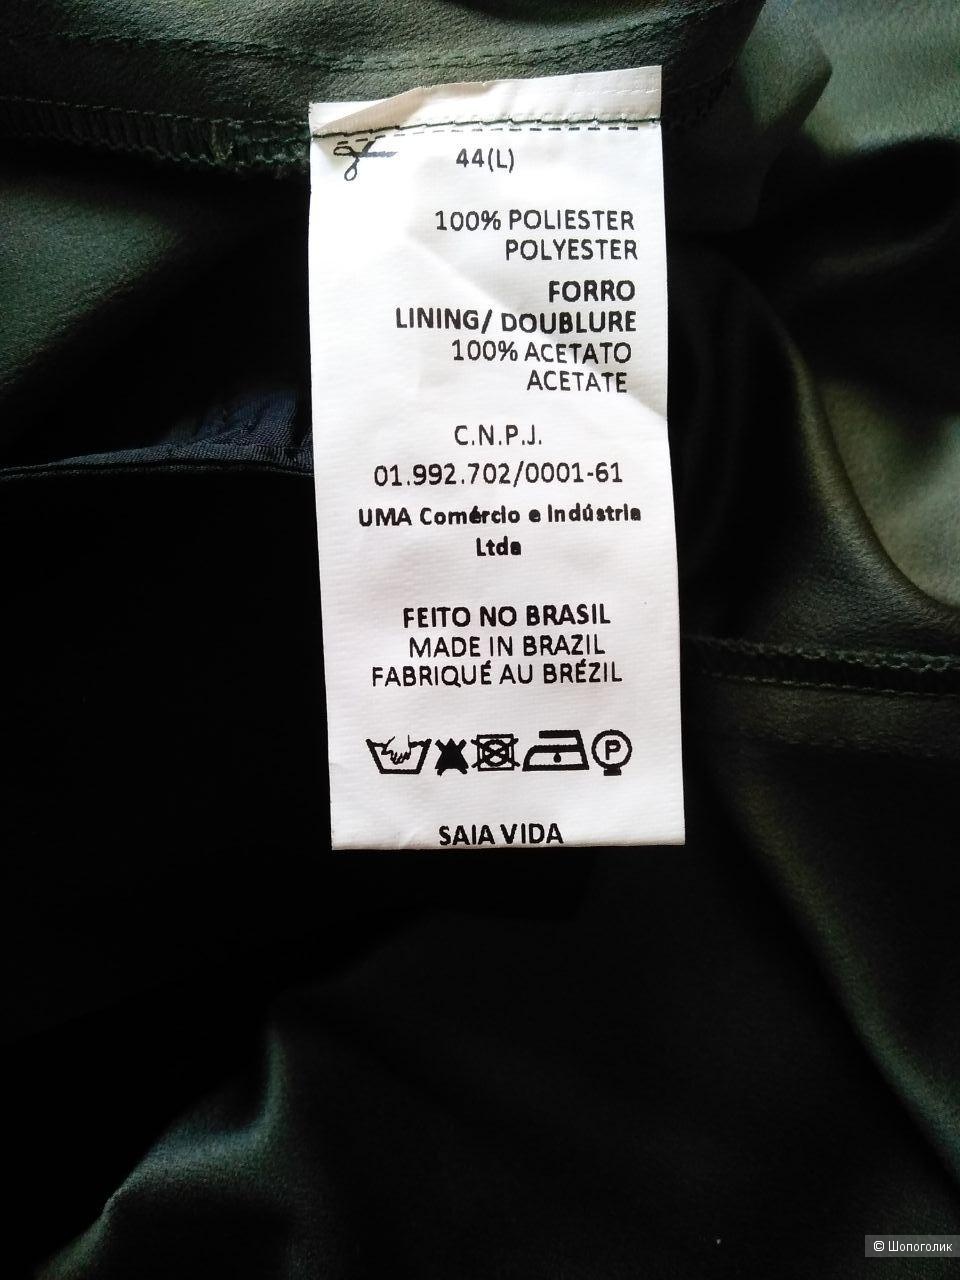 44(L)
100% POLIESTER
POLYESTER
FORRO
LINING/ DOUBLURE
100% ACETATO
ACETATE
C.N.P.J.
01.992.702/0001-61
UMA Comércio e Indústria
Ltda
FEITO NO BRASIL
MADE IN BRAZIL
FABRIQUÉ AU BRÉZIL
P
SAIA VIDA
© Шопоголик